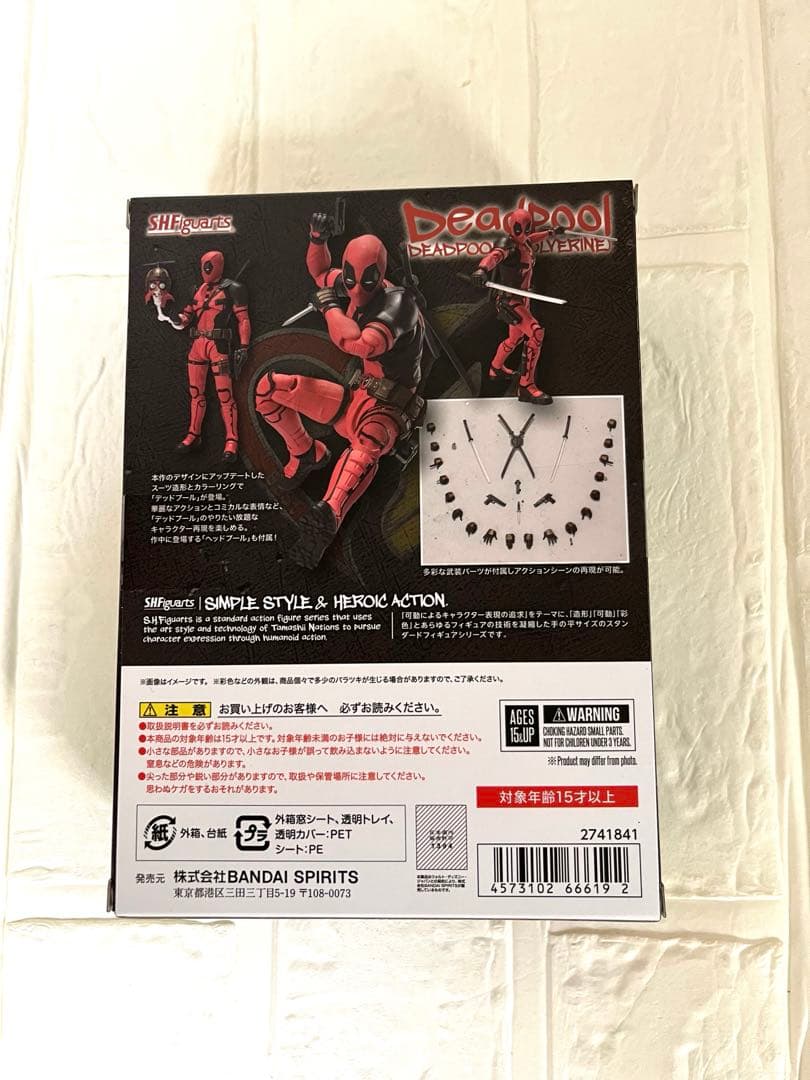 S.H.Figuarts
Deadpool
DEADPOOL WOLVERINE)
本作のデザインにアップデートした
スーツ造形とカラーリングで
「デッドプール」が登場。
華麗なアクションとコミカルな表情など、
「デッドプール」のやりたい放題な
キャラクター再現を楽しめる。
作中に登場する「ヘッドプール」も付属!
多彩な武装パーツが付属しアクションシーンの再現が可能。
S.H.Figuarts | SIMPLE STYLE & HEROIC ACTION.
S.H.Figuarts is a standard action figure series that uses
the art style and technology of Tamashii Nations to pursue
character expression through humanoid action.
「可動によるキャラクター表現の追求」をテーマに、「造形」「可動」「彩
色」とあらゆるフィギュアの技術を凝縮した手の平サイズのスタン
ダードフィギュアシリーズです。
※画像はイメージです。 ※彩色などの外観は、商品個々で多少のバラツキが生じる場合がありますので、ご了承ください。
注意 お買い上げのお客様へ 必ずお読みください。
●取扱説明書を必ずお読みください。
●本商品の対象年齢は15才以上です。対象年齢未満のお子様には絶対に与えないでください。
●小さな部品がありますので、小さなお子様が誤って飲み込まないように注意してください。
窒息などの危険があります。
●尖った部分や鋭い部分がありますので、取扱や保管場所に注意してください。
思わぬケガをするおそれがあります。
AGES
15 & UP
WARNING
CHOKING HAZARD-SMALL PARTS.
NOT FOR CHILDREN UNDER 3 YEARS.
※Product may differ from photo.
対象年齢15才以上
紙 外箱、台紙
プラ 外箱窓シート、透明トレイ、
透明カバー:PET
シート:PE
1394
2741841
発売元 株式会社BANDAI SPIRITS
東京都港区三田三丁目5-19 〒108-0073
4573102 66619 2